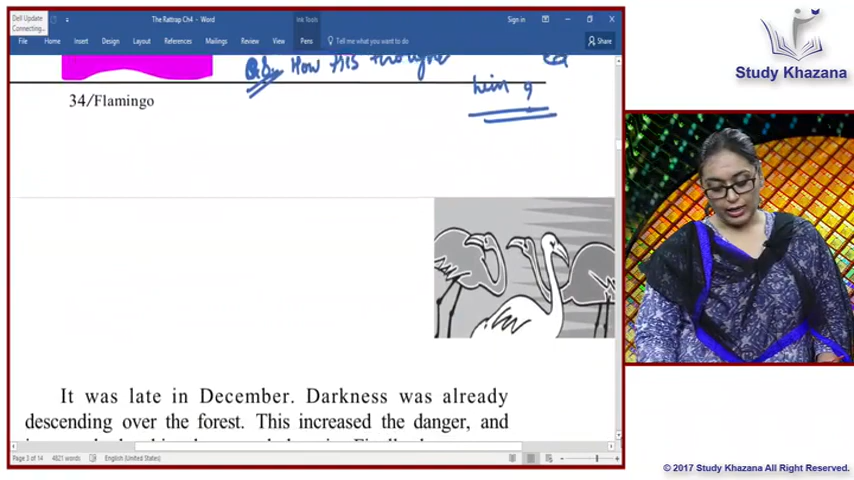 Dell Update
Connecting...
The Rattrap Ch4 - Word
Ink Tools
Sign in
File Home Insert Design Layout References Mailings Review View Pens Tell me what you want to do
Share
Q.8. How his thought
him 9
34/Flamingo
It was late in December. Darkness was already
descending over the forest. This increased the danger, and
Page 3 of 14 4821 words English (United States)
Study Khazana
© 2017 Study Khazana All Right Reserved.